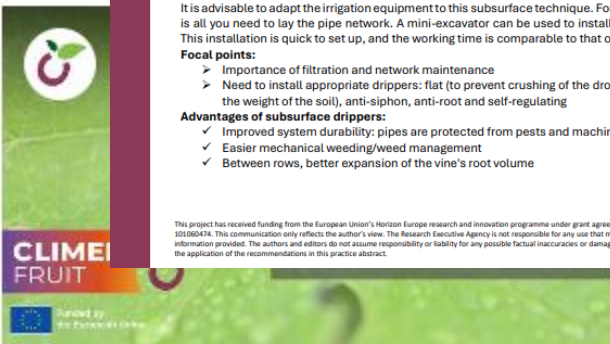 It is advisable to adapt the irrigation equipment to this subsurface technique. Fo
is all you need to lay the pipe network. A mini-excavator can be used to instal
This installation is quick to set up, and the working time is comparable to that o
Focal points:
➢ Importance of filtration and network maintenance
➢ Need to install appropriate drippers: flat (to prevent crushing of the dro
the weight of the soil), anti-siphon, anti-root and self-regulating
Advantages of subsurface drippers:
✓ Improved system durability: pipes are protected from pests and machin
✓ Easier mechanical weeding/weed management
✓ Between rows, better expansion of the vine's root volume
This project has received funding from the European Union's Horizon Europe research and innovation programme under grant agree
101060474. This communication only reflects the author's view. The Research Executive Agency is not responsible for any use that m
information provided. The authors and editors do not assume responsibility or liability for any possible factual inaccuracies or damag
the application of the recommendations in this practice abstract.
CLIME
FRUIT
Funded by
the European Union